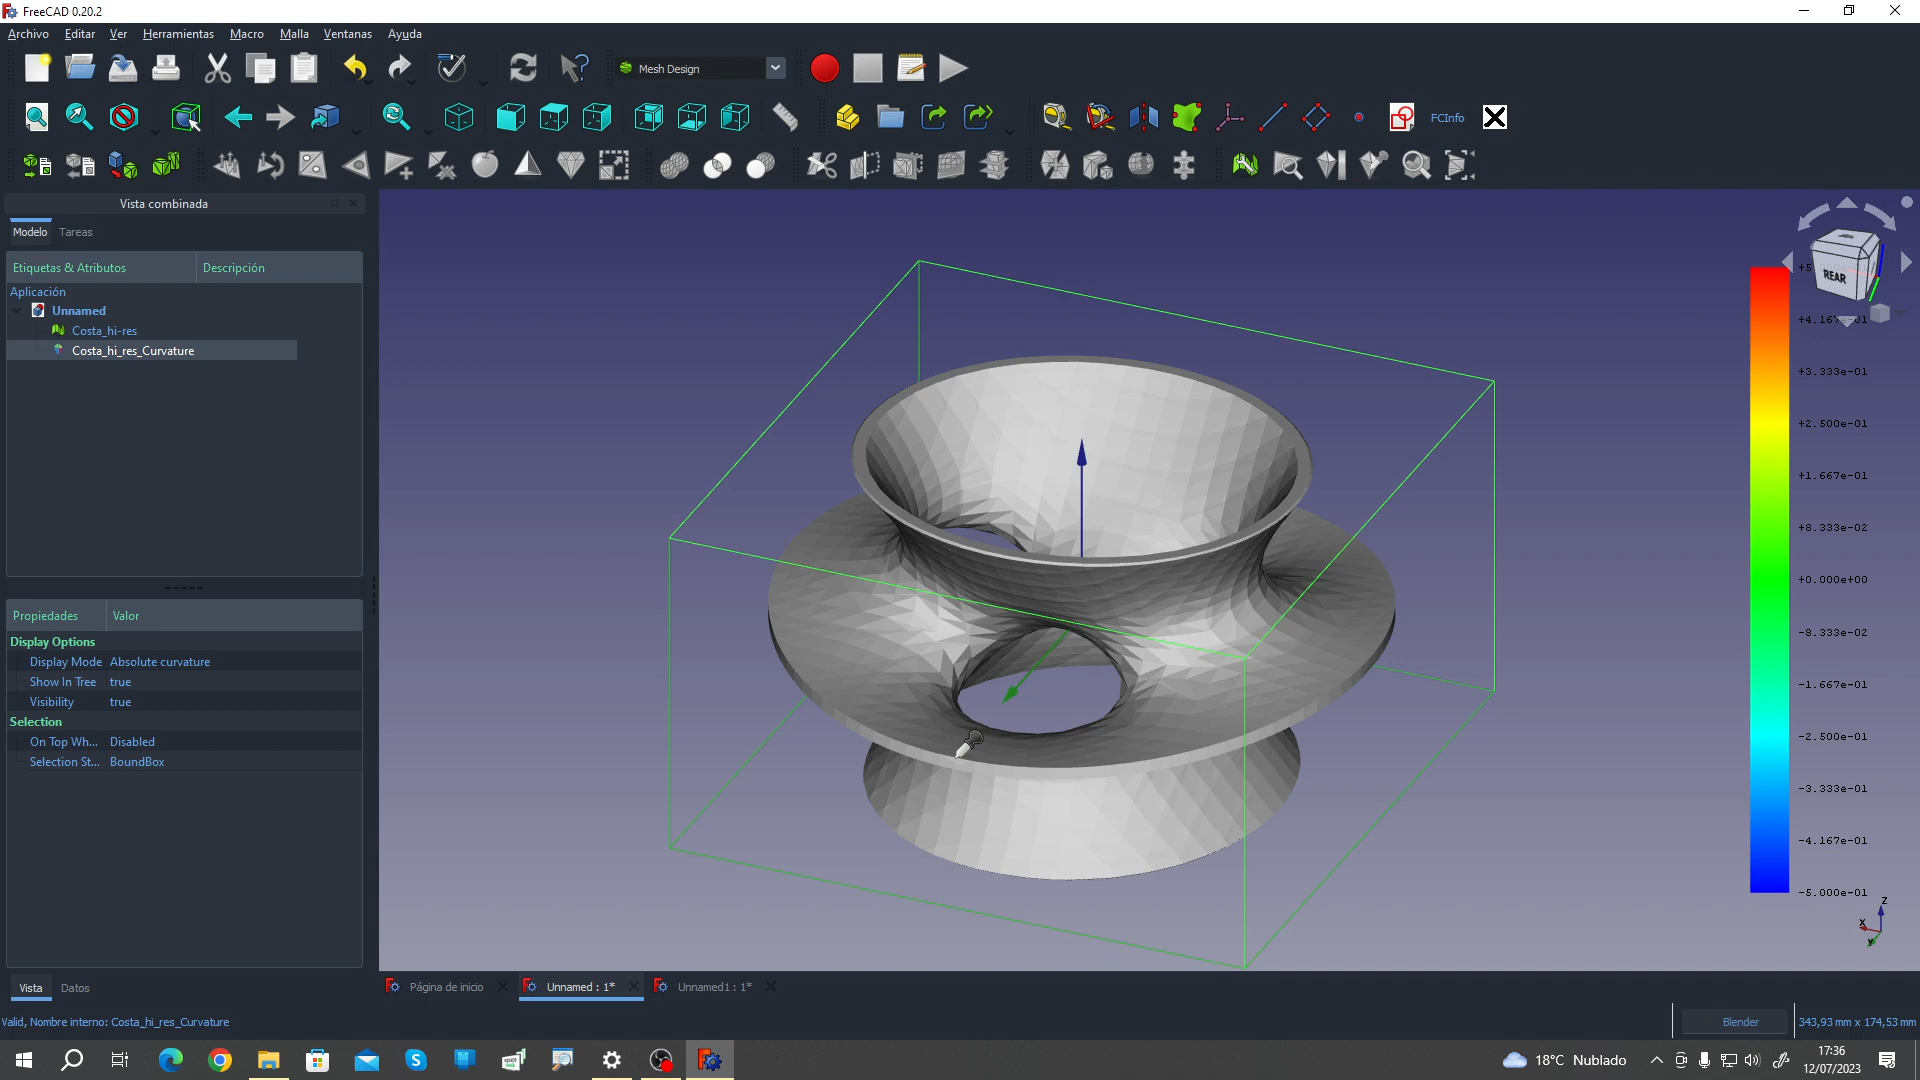 FreeCAD 0.20.2
Archivo Editar Ver Herramientas Macro Malla Ventanas Ayuda
Mesh Design
FCInfo
Vista combinada
Modelo Tareas
Etiquetas & Atributos Descripción
Aplicación
Unnamed
Costa_hi-res
Costa_hi_res_Curvature
REAR
+4.167e-01
+3.333e-01
+2.500e-01
+1.667e-01
+8.333e-02
+0.000e+00
-8.333e-02
-1.667e-01
-2.500e-01
-3.333e-01
-4.167e-01
-5.000e-01
Z
X
Y
Propiedades Valor
Display Options
Display Mode Absolute curvature
Show In Tree true
Visibility true
Selection
On Top Wh... Disabled
Selection St... BoundBox
Vista Datos
Página de inicio Unnamed : 1* Unnamed1 : 1*
Valid, Nombre interno: Costa_hi_res_Curvature
Blender 343,93 mm x 174,53 mm
18°C Nublado
17:36
12/07/2023